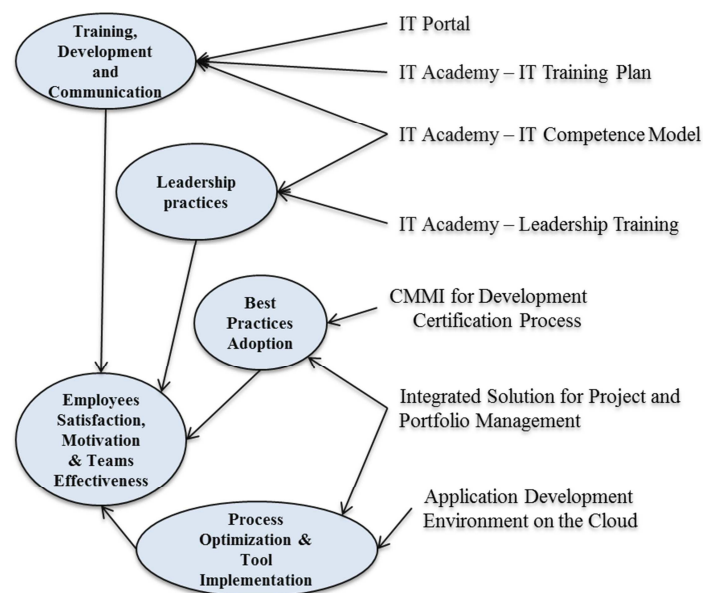 Training,
Development
and
Communication
IT Portal
IT Academy – IT Training Plan
IT Academy – IT Competence Model
Leadership
practices
IT Academy – Leadership Training
Best
Practices
Adoption
CMMI for Development
Certification Process
Employees
Satisfaction,
Motivation
& Teams
Effectiveness
Integrated Solution for Project and
Portfolio Management
Process
Optimization &
Tool
Implementation
Application Development
Environment on the Cloud